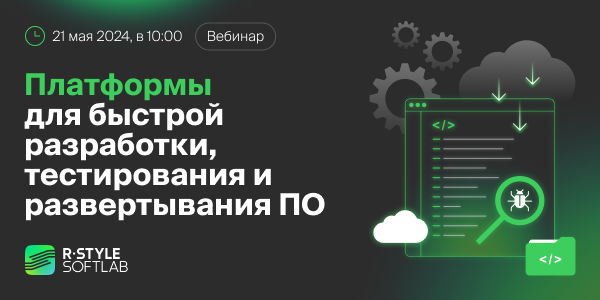 21 мая 2024, в 10:00
Вебинар
Платформы
для быстрой
разработки,
тестирования и
развертывания ПО
</>
R·STYLE
SOFTLAB
</>